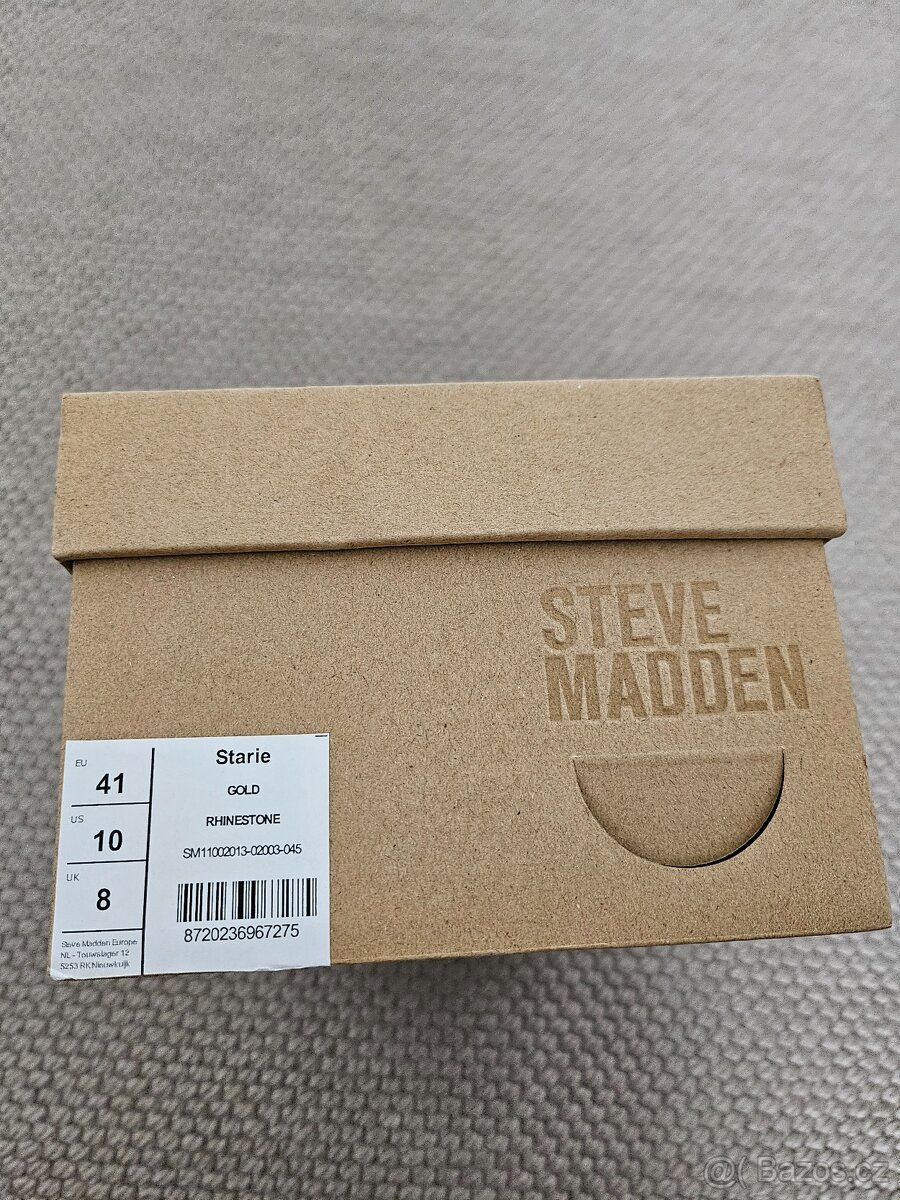 STEVE
MADDEN
EU
41
US
10
UK
8
Steve Madden Europe
NL - Touwslager 12
5253 RK Nieuwkuijk
Starie
GOLD
RHINESTONE
SM11002013-02003-045
8720236967275
@( Bazos.cz